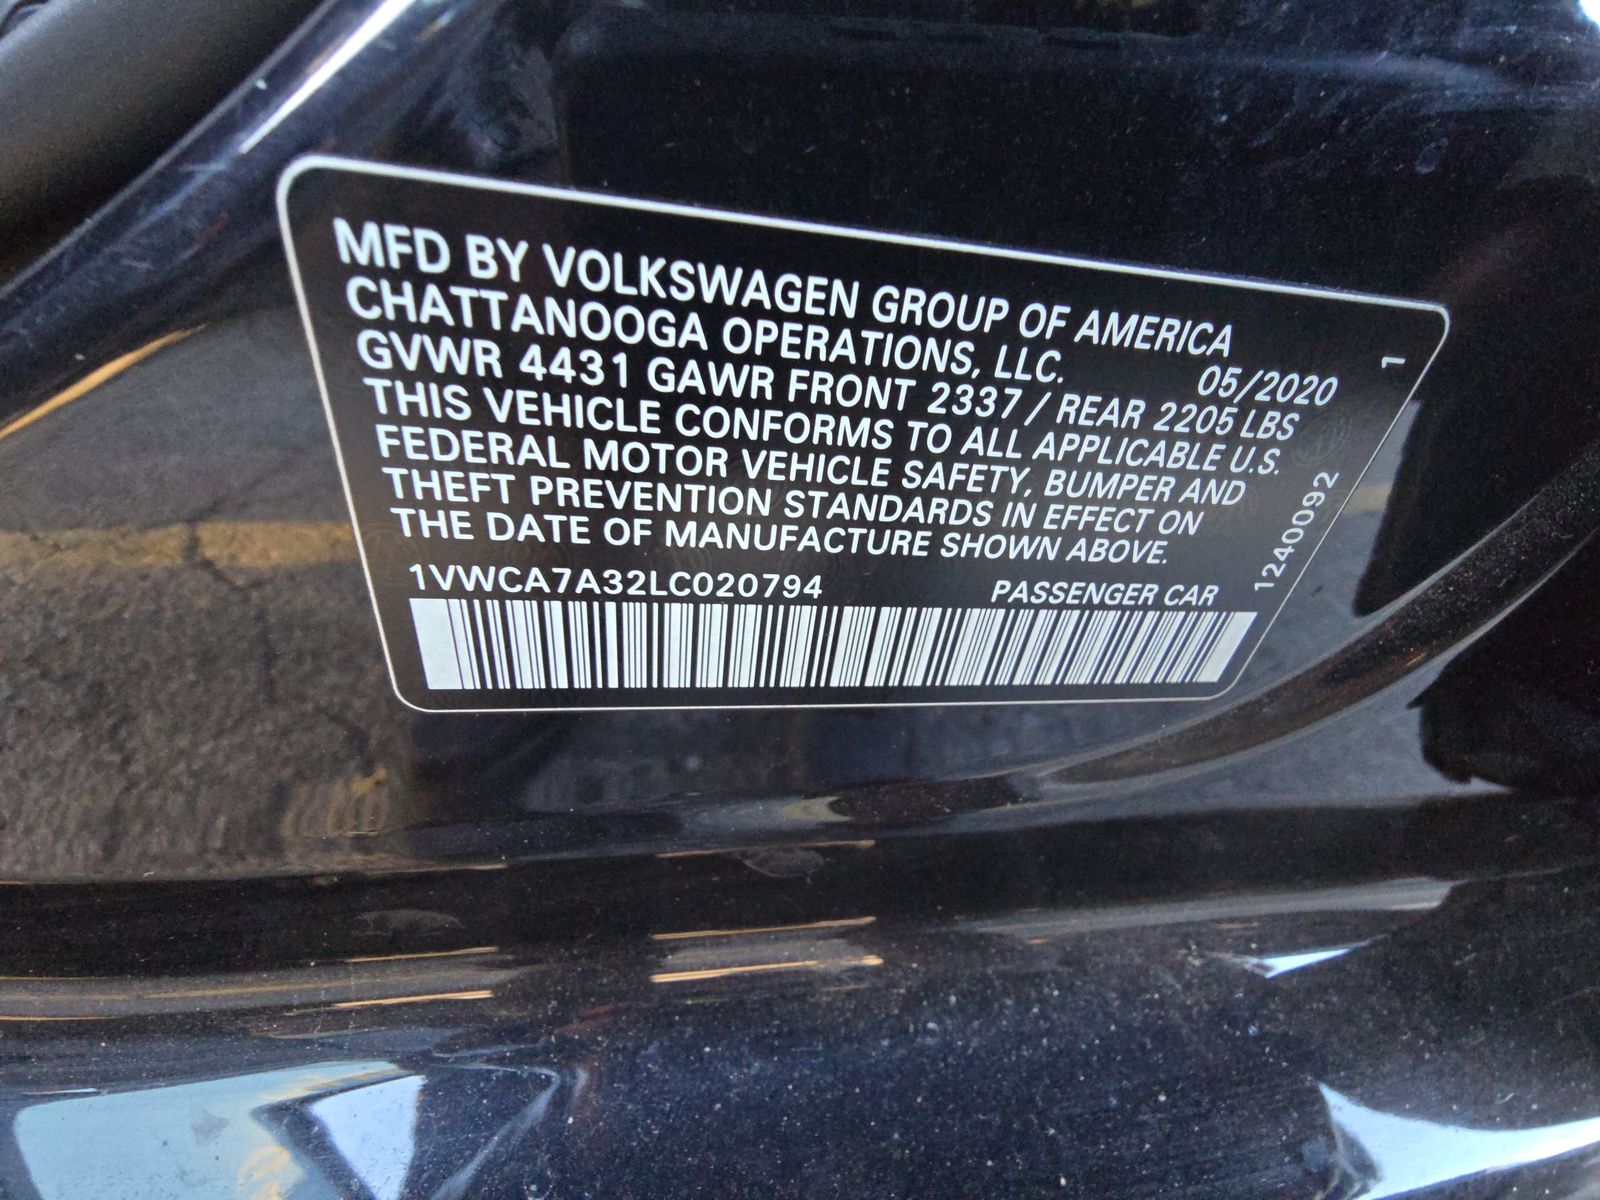 MFD BY VOLKSWAGEN GROUP OF AMERICA
CHATTANOOGA OPERATIONS, LLC. 05/2020 1
GVWR 4431 GAWR FRONT 2337 / REAR 2205 LBS
THIS VEHICLE CONFORMS TO ALL APPLICABLE U.S.
FEDERAL MOTOR VEHICLE SAFETY, BUMPER AND
THEFT PREVENTION STANDARDS IN EFFECT ON
THE DATE OF MANUFACTURE SHOWN ABOVE.
1VWCA7A32LC020794 PASSENGER CAR
1240092